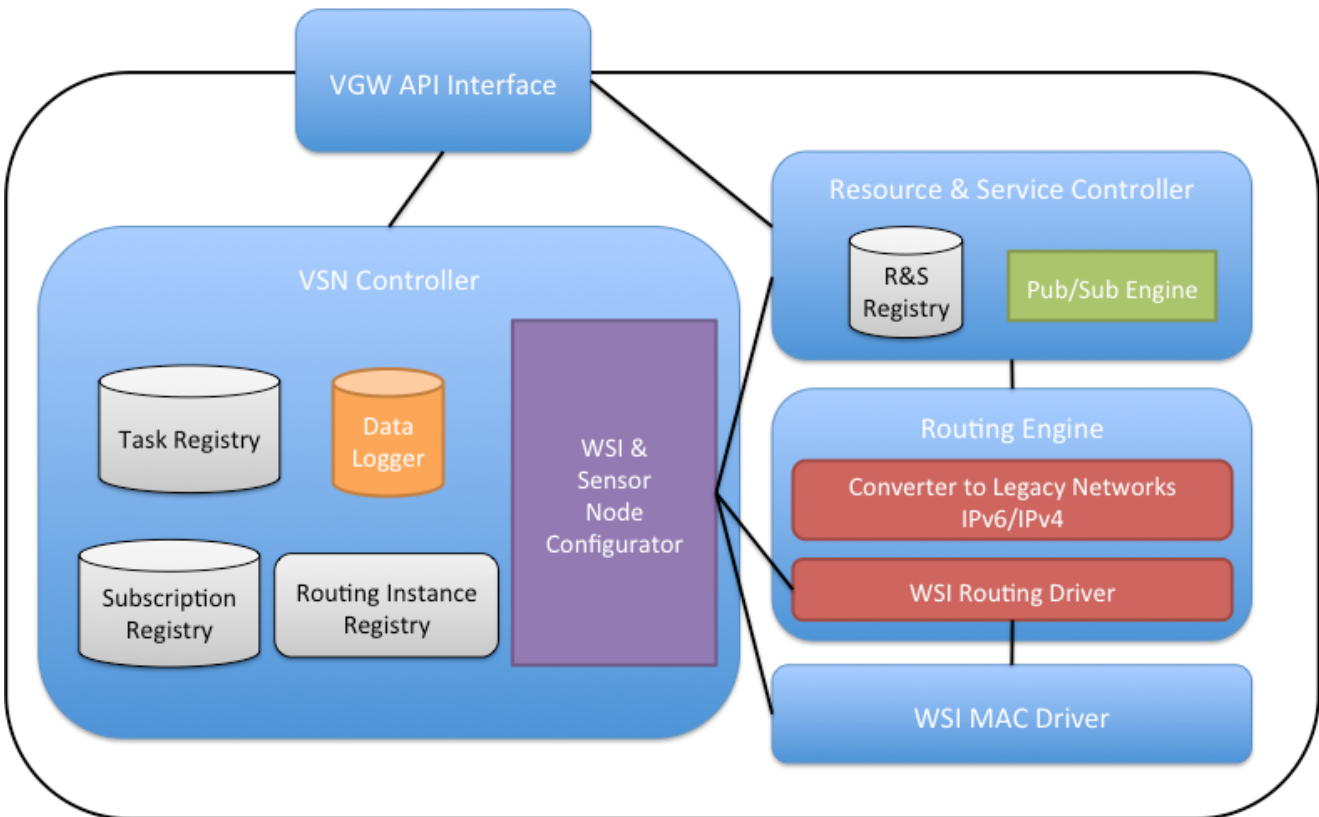 VGW API Interface
Resource & Service Controller
R&S
Registry
Pub/Sub Engine
VSN Controller
Task Registry
Data
Logger
WSI &
Sensor
Node
Configurator
Subscription
Registry
Routing Instance
Registry
Routing Engine
Converter to Legacy Networks
IPv6/IPv4
WSI Routing Driver
WSI MAC Driver